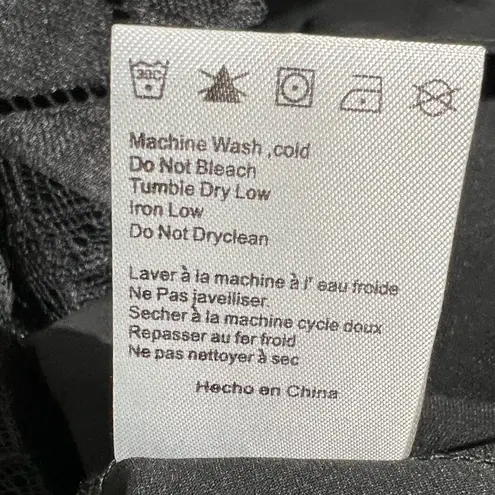 30C
Machine Wash ,cold
Do Not Bleach
Tumble Dry Low
Iron Low
Do Not Dryclean
Laver à la machine à l' eau froide
Ne Pas javelliser.
Secher à la machine cycle doux
Repasser au fer froid
Ne pas nettoyer à sec
Hecho en China